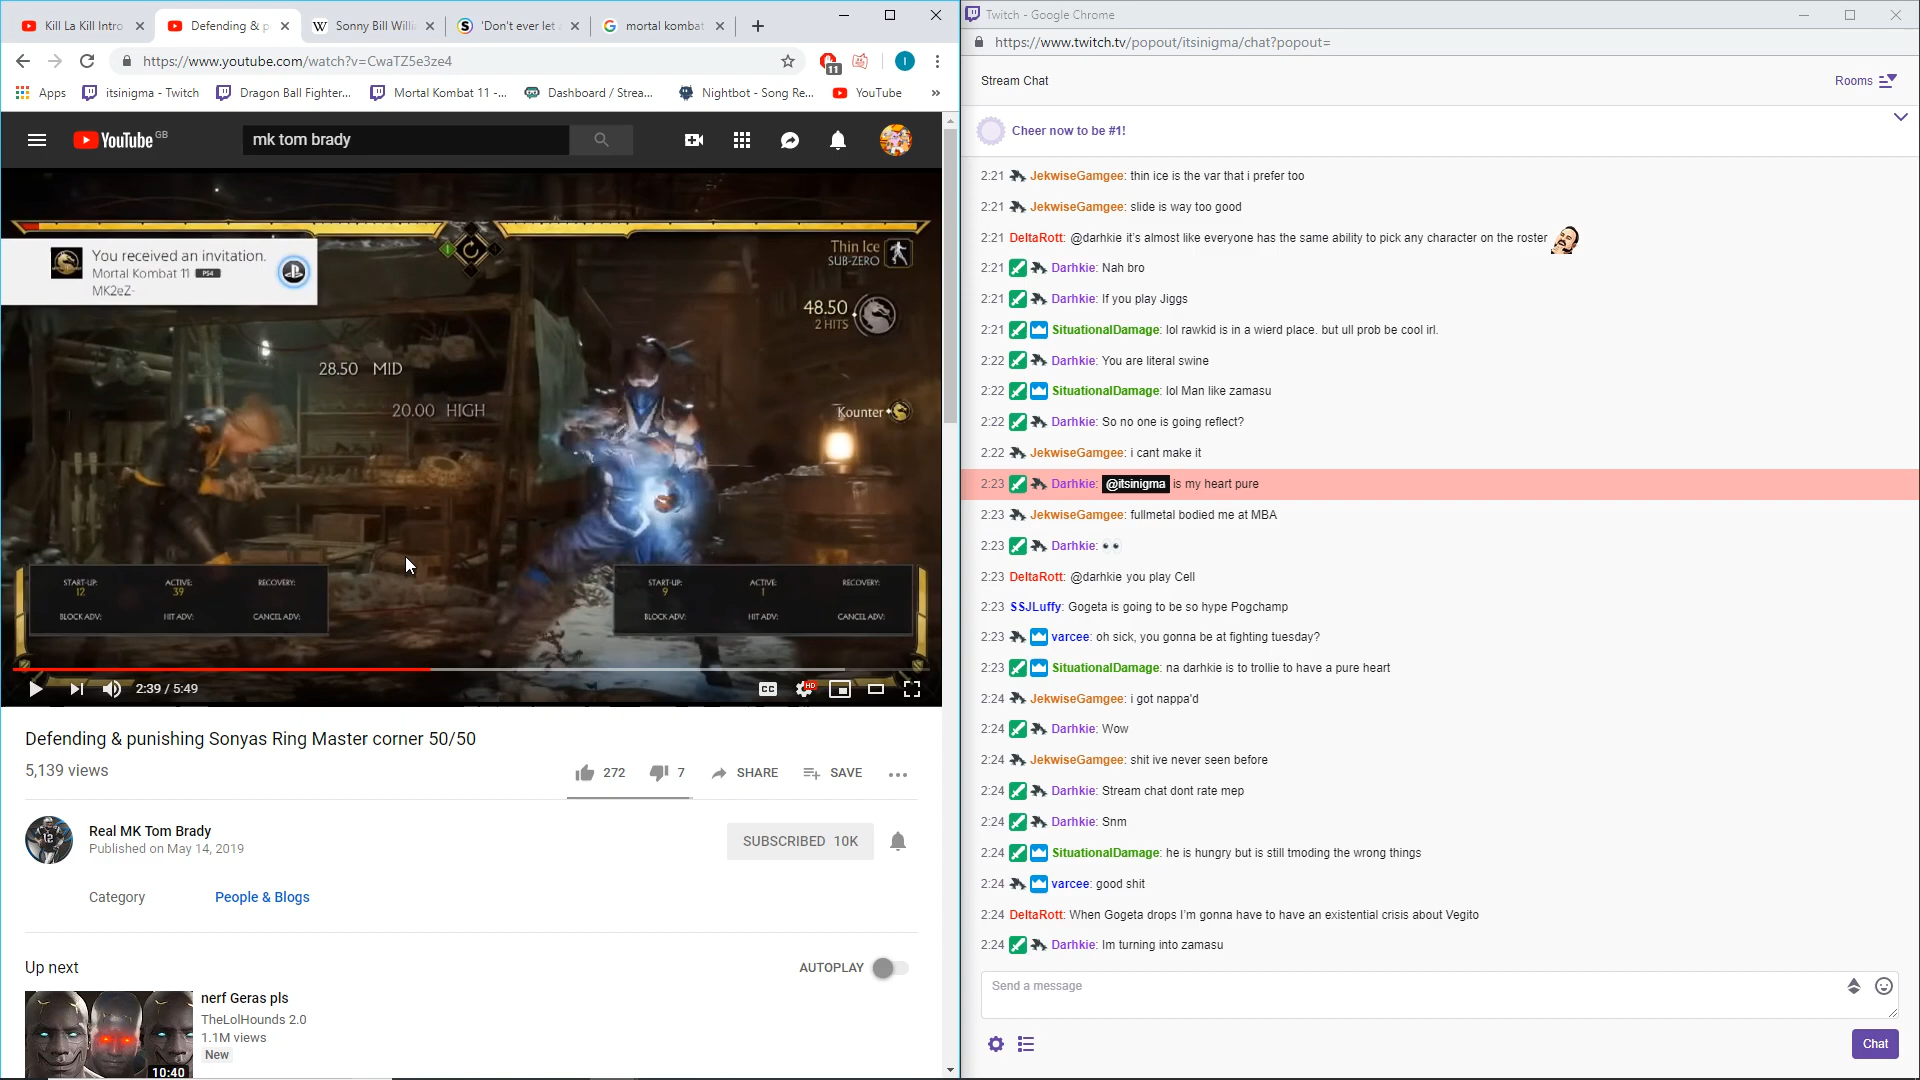 Kill La Kill Intro
Defending & p
Sonny Bill Willi
'Don't ever let
mortal kombat
https://www.youtube.com/watch?v=CwaTZ5e3ze4
11
I
Apps
itsinigma - Twitch
Dragon Ball Fighter...
Mortal Kombat 11 -...
Dashboard / Strea...
Nightbot - Song Re...
YouTube
»
YouTube GB
mk tom brady
You received an invitation.
Mortal Kombat 11 PS4
MK2eZ-
Thin Ice
SUB-ZERO
48.50
2 HITS
28.50 MID
20.00 HIGH
Kounter
START-UP: ACTIVE: RECOVERY:
12 39
BLOCK ADV: HIT ADV: CANCEL ADV:
START-UP: ACTIVE: RECOVERY:
9 1
BLOCK ADV: HIT ADV: CANCEL ADV:
2:39 / 5:49
CC
HD
Defending & punishing Sonyas Ring Master corner 50/50
5,139 views
272
7
SHARE
SAVE
Real MK Tom Brady
Published on May 14, 2019
SUBSCRIBED 10K
Category
People & Blogs
Up next
AUTOPLAY
nerf Geras pls
TheLolHounds 2.0
1.1M views
New
10:40
Twitch - Google Chrome
https://www.twitch.tv/popout/itsinigma/chat?popout=
Stream Chat
Rooms
Cheer now to be #1!
2:21 JekwiseGamgee: thin ice is the var that i prefer too
2:21 JekwiseGamgee: slide is way too good
2:21 DeltaRott: @darhkie it's almost like everyone has the same ability to pick any character on the roster
2:21 Darhkie: Nah bro
2:21 Darhkie: If you play Jiggs
2:21 SituationalDamage: lol rawkid is in a wierd place. but ull prob be cool irl.
2:22 Darhkie: You are literal swine
2:22 SituationalDamage: lol Man like zamasu
2:22 Darhkie: So no one is going reflect?
2:22 JekwiseGamgee: i cant make it
2:23 Darhkie: @itsinigma is my heart pure
2:23 JekwiseGamgee: fullmetal bodied me at MBA
2:23 Darhkie:
2:23 DeltaRott: @darhkie you play Cell
2:23 SSJLuffy: Gogeta is going to be so hype Pogchamp
2:23 varcee: oh sick, you gonna be at fighting tuesday?
2:23 SituationalDamage: na darhkie is to trollie to have a pure heart
2:24 JekwiseGamgee: i got nappa'd
2:24 Darhkie: Wow
2:24 JekwiseGamgee: shit ive never seen before
2:24 Darhkie: Stream chat dont rate mep
2:24 Darhkie: Snm
2:24 SituationalDamage: he is hungry but is still tmoding the wrong things
2:24 varcee: good shit
2:24 DeltaRott: When Gogeta drops I'm gonna have to have an existential crisis about Vegito
2:24 Darhkie: Im turning into zamasu
Send a message
Chat